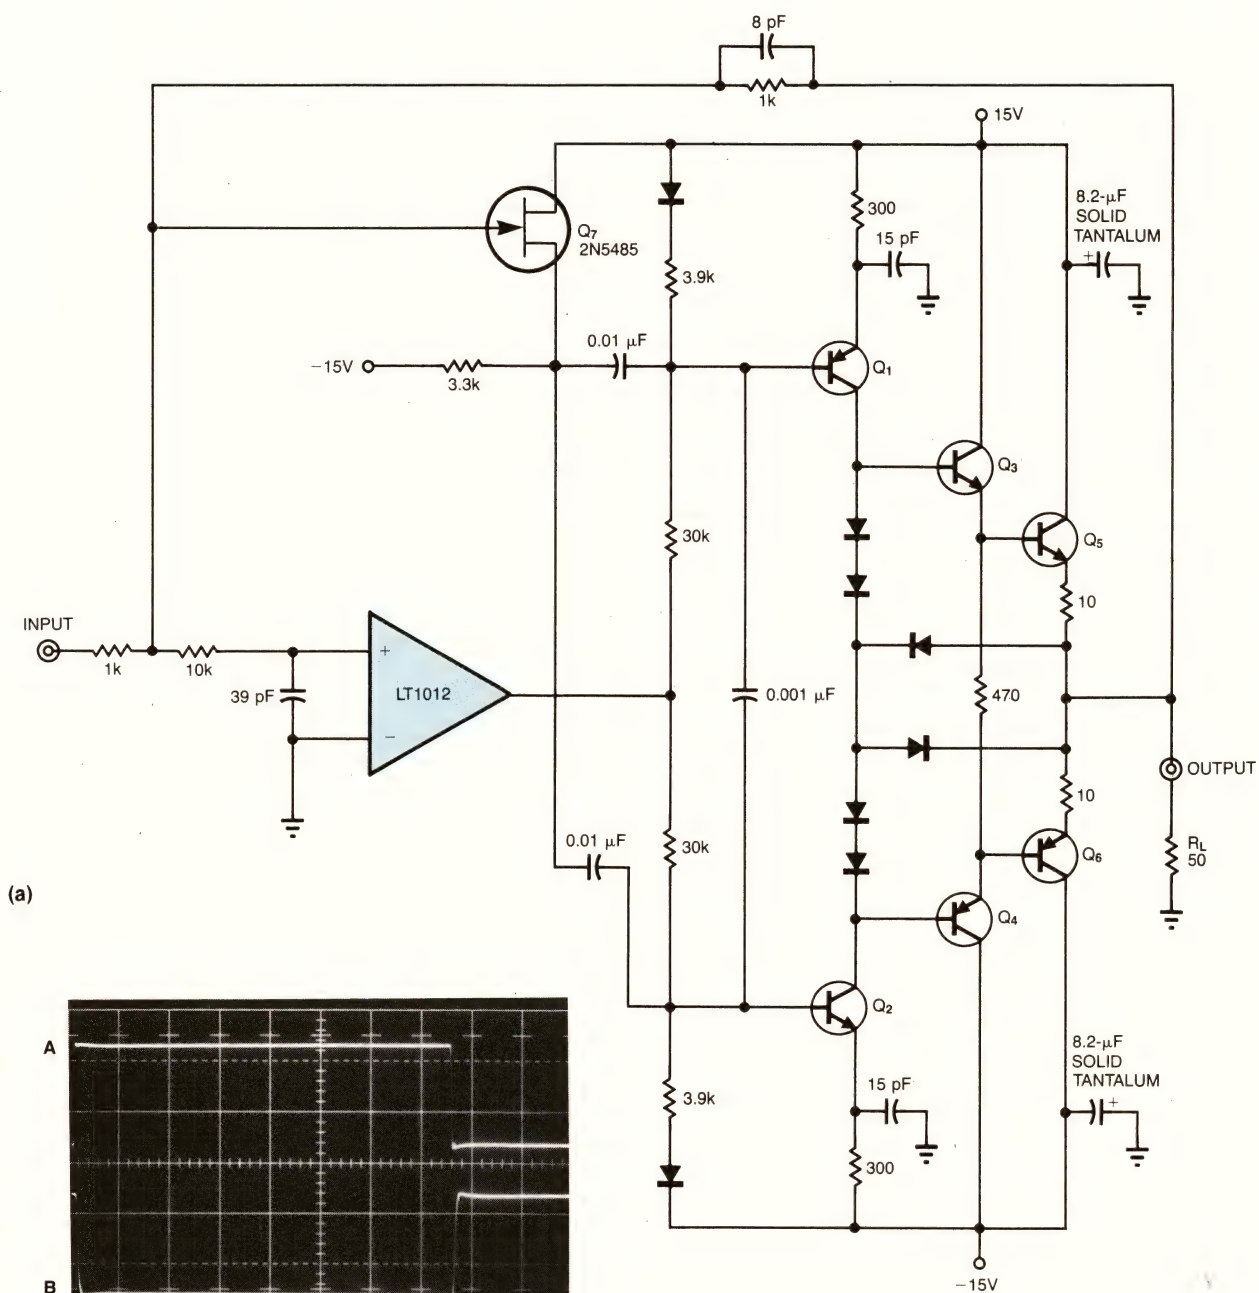 8 pF
1k
15V
8.2-μF
SOLID
TANTALUM
+
300
15 pF
Q7
2N5485
3.9k
0.01 μF
−15V
3.3k
Q1
Q3
30k
Q5
10
INPUT
1k
10k
+
39 pF
LT1012
−
0.001 μF
470
OUTPUT
10
0.01 μF
30k
RL
50
Q6
(a)
Q4
Q2
A
8.2-μF
SOLID
TANTALUM
+
3.9k
15 pF
300
B
−15V